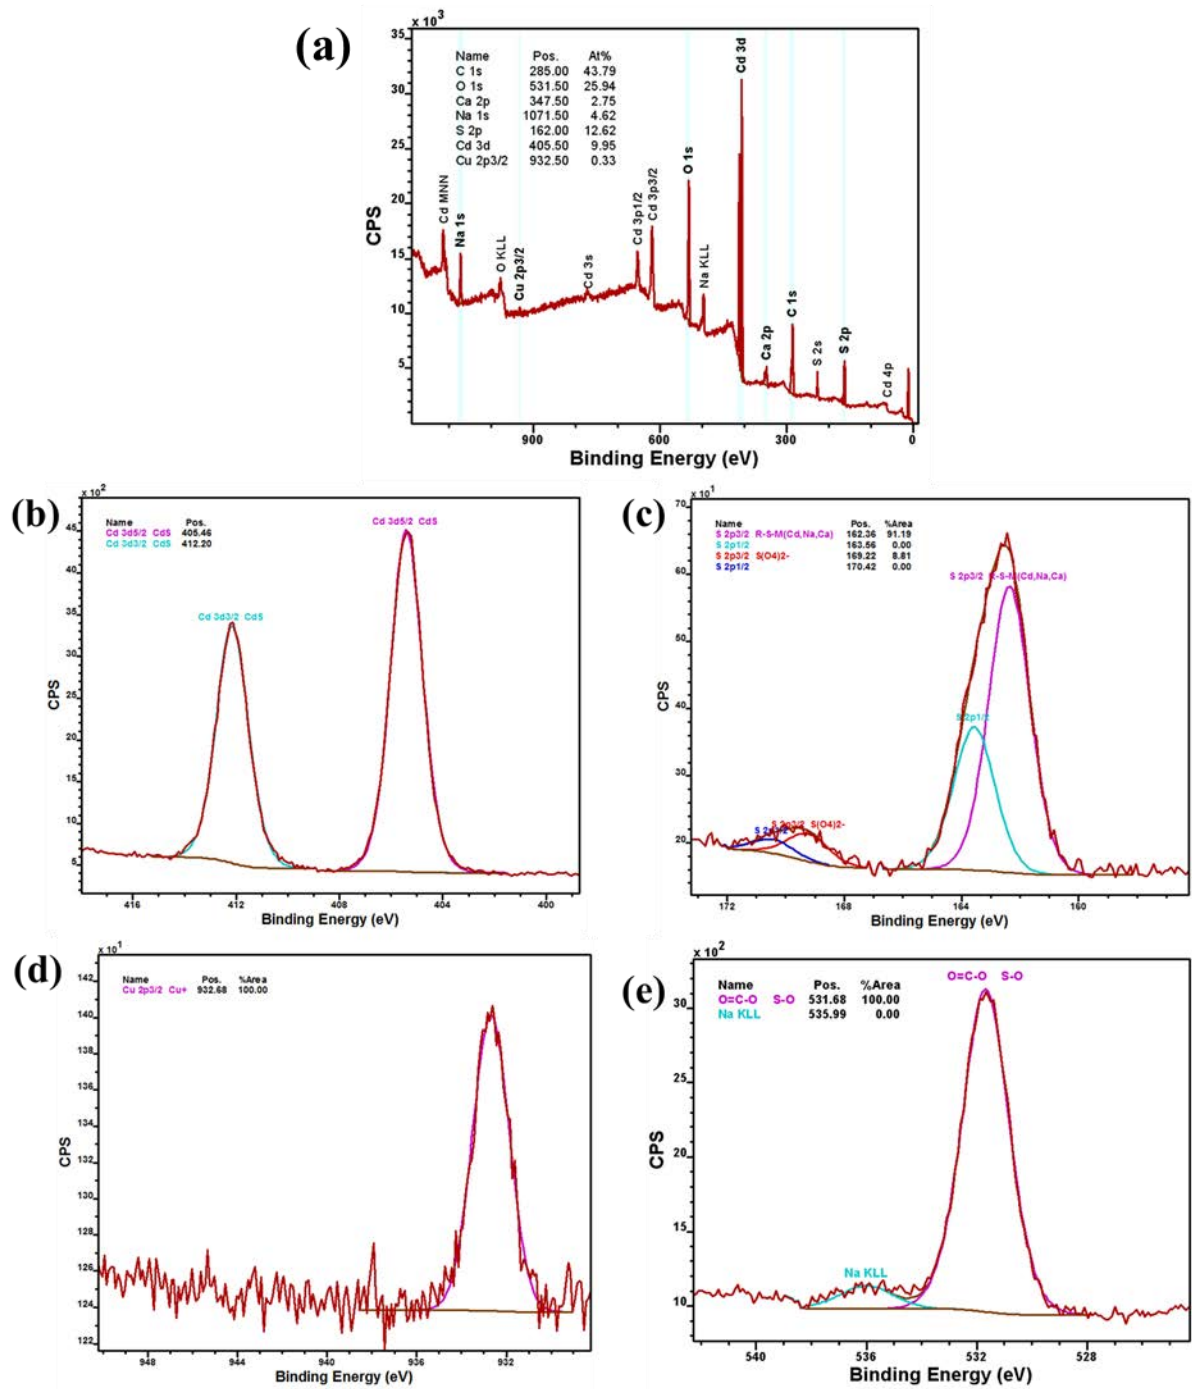 (a)
x 10³
Name Pos. At%
C 1s 285.00 43.79
O 1s 531.50 25.94
Ca 2p 347.50 2.75
Na 1s 1071.50 4.62
S 2p 162.00 12.62
Cd 3d 405.50 9.95
Cu 2p3/2 932.50 0.33
Cd MNN
Na 1s
O KLL
Cu 2p3/2
Cd 3s
Cd 3p1/2
Cd 3p3/2
O 1s
Na KLL
Cd 3d
Ca 2p
C 1s
S 2s
S 2p
Cd 4p
35
30
25
20
15
10
5
CPS
900 600 300 0
Binding Energy (eV)
(b)
x 10²
Name Pos.
Cd 3d5/2 CdS 405.46
Cd 3d3/2 CdS 412.20
Cd 3d5/2 CdS
Cd 3d3/2 CdS
45
40
35
30
25
20
15
10
5
CPS
416 412 408 404 400
Binding Energy (eV)
(c)
x 10¹
Name Pos. %Area
S 2p3/2 R-S-M(Cd,Na,Ca) 162.36 91.19
S 2p1/2 163.56 0.00
S 2p3/2 S(O4)2- 169.22 8.81
S 2p1/2 170.42 0.00
S 2p3/2 R-S-M(Cd,Na,Ca)
S 2p1/2
S 2p1/2
S 2p3/2 S(O4)2-
70
60
50
40
30
20
CPS
172 168 164 160
Binding Energy (eV)
(d)
x 10¹
Name Pos. %Area
Cu 2p3/2 Cu+ 932.68 100.00
142
140
138
136
134
132
130
128
126
124
122
CPS
948 944 940 936 932
Binding Energy (eV)
(e)
x 10²
O=C-O S-O
Name Pos. %Area
O=C-O S-O 531.68 100.00
Na KLL 535.99 0.00
Na KLL
30
25
20
15
10
CPS
540 536 532 528
Binding Energy (eV)